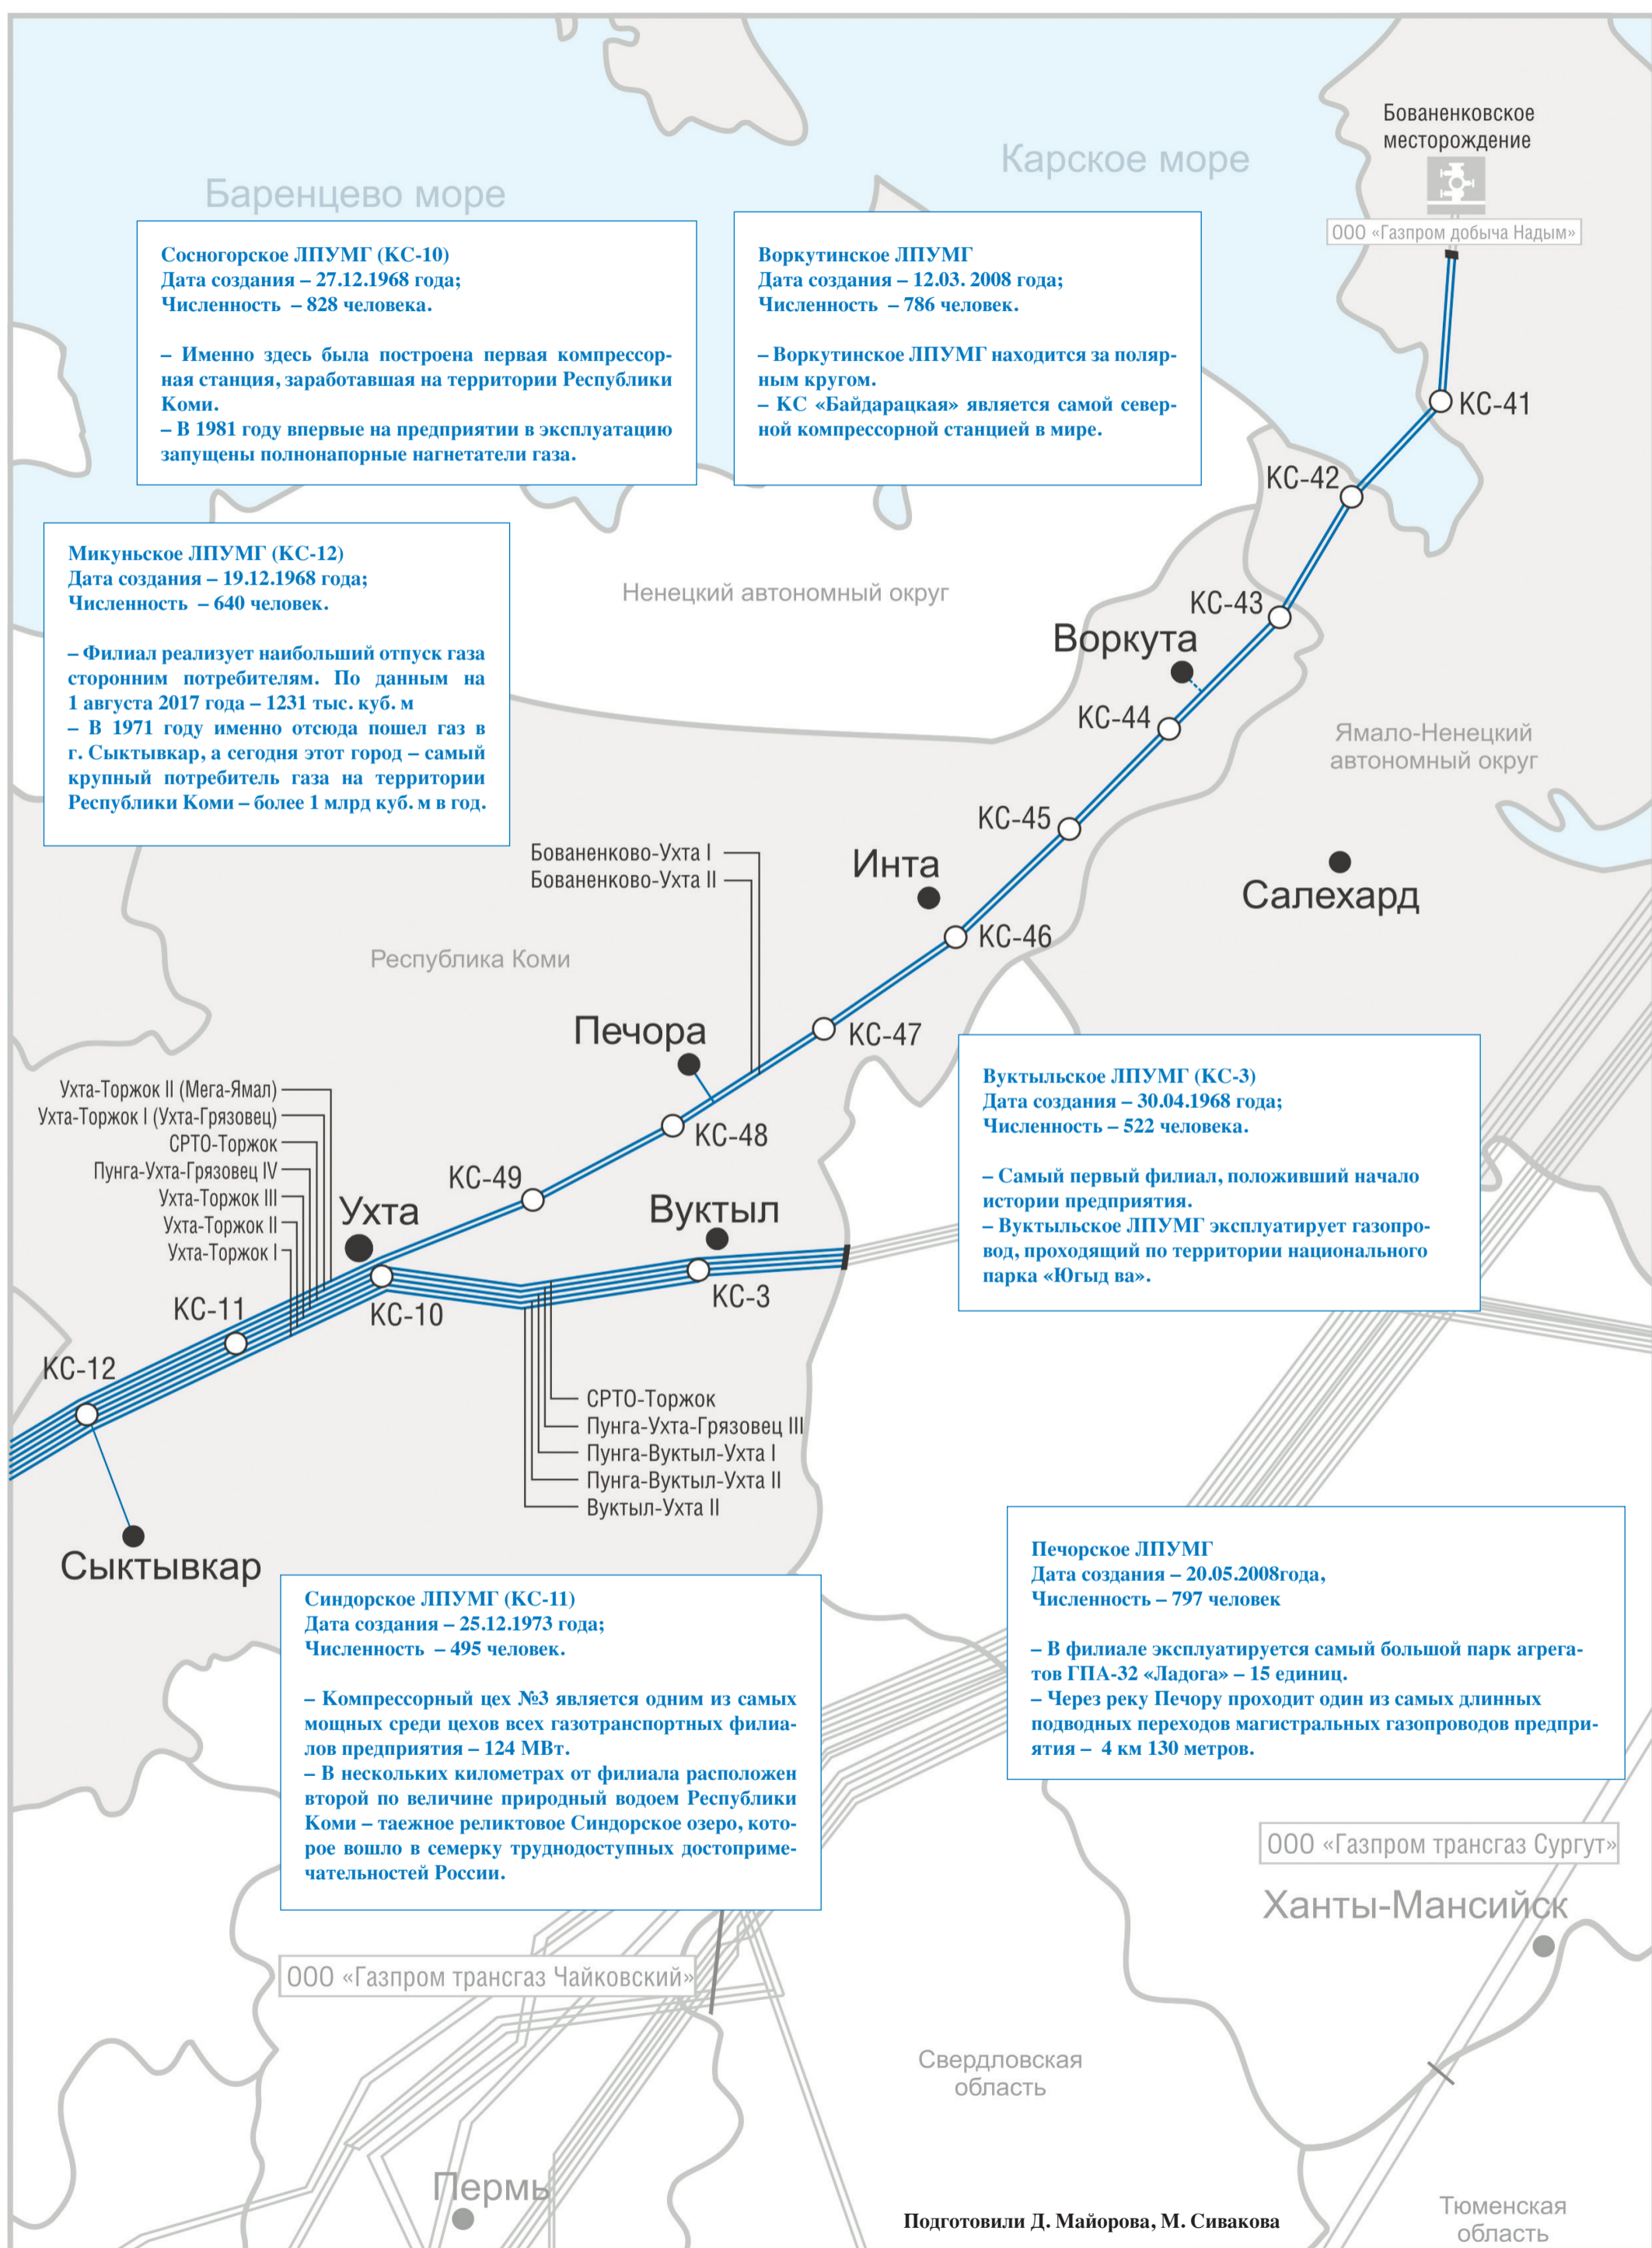 Бованенковское
месторождение
Карское море
Баренцево море
ООО «Газпром добыча Надым»
Сосногорское ЛПУМГ (КС-10)
Дата создания – 27.12.1968 года;
Численность – 828 человека.
– Именно здесь была построена первая компрессор-
ная станция, заработавшая на территории Республики
Коми.
– В 1981 году впервые на предприятии в эксплуатацию
запущены полнонапорные нагнетатели газа.
Воркутинское ЛПУМГ
Дата создания – 12.03. 2008 года;
Численность – 786 человек.
– Воркутинское ЛПУМГ находится за поляр-
ным кругом.
– КС «Байдарацкая» является самой север-
ной компрессорной станцией в мире.
КС-41
КС-42
Микуньское ЛПУМГ (КС-12)
Дата создания – 19.12.1968 года;
Численность – 640 человек.
– Филиал реализует наибольший отпуск газа
сторонним потребителям. По данным на
1 августа 2017 года – 1231 тыс. куб. м
– В 1971 году именно отсюда пошел газ в
г. Сыктывкар, а сегодня этот город – самый
крупный потребитель газа на территории
Республики Коми – более 1 млрд куб. м в год.
Ненецкий автономный округ
КС-43
Воркута
КС-44
Ямало-Ненецкий
автономный округ
КС-45
Бованенково-Ухта I
Бованенково-Ухта II
Инта
Салехард
КС-46
Республика Коми
Печора
КС-47
Вуктыльское ЛПУМГ (КС-3)
Дата создания – 30.04.1968 года;
Численность – 522 человека.
– Самый первый филиал, положивший начало
истории предприятия.
– Вуктыльское ЛПУМГ эксплуатирует газопро-
вод, проходящий по территории национального
парка «Югыд ва».
Ухта-Торжок II (Мега-Ямал)
Ухта-Торжок I (Ухта-Грязовец)
СРТО-Торжок
Пунга-Ухта-Грязовец IV
Ухта-Торжок III
Ухта-Торжок II
Ухта-Торжок I
КС-48
КС-49
Ухта
Вуктыл
КС-3
КС-10
КС-11
КС-12
СРТО-Торжок
Пунга-Ухта-Грязовец III
Пунга-Вуктыл-Ухта I
Пунга-Вуктыл-Ухта II
Вуктыл-Ухта II
Сыктывкар
Печорское ЛПУМГ
Дата создания – 20.05.2008года,
Численность – 797 человек
– В филиале эксплуатируется самый большой парк агрега-
тов ГПА-32 «Ладога» – 15 единиц.
– Через реку Печору проходит один из самых длинных
подводных переходов магистральных газопроводов предпри-
ятия – 4 км 130 метров.
Синдорское ЛПУМГ (КС-11)
Дата создания – 25.12.1973 года;
Численность – 495 человек.
– Компрессорный цех №3 является одним из самых
мощных среди цехов всех газотранспортных филиа-
лов предприятия – 124 МВт.
– В нескольких километрах от филиала расположен
второй по величине природный водоем Республики
Коми – таежное реликтовое Синдорское озеро, кото-
рое вошло в семерку труднодоступных достоприме-
чательностей России.
ООО «Газпром трансгаз Сургут»
Ханты-Мансийск
ООО «Газпром трансгаз Чайковский»
Свердловская
область
Пермь
Тюменская
область
Подготовили Д. Майорова, М. Сивакова